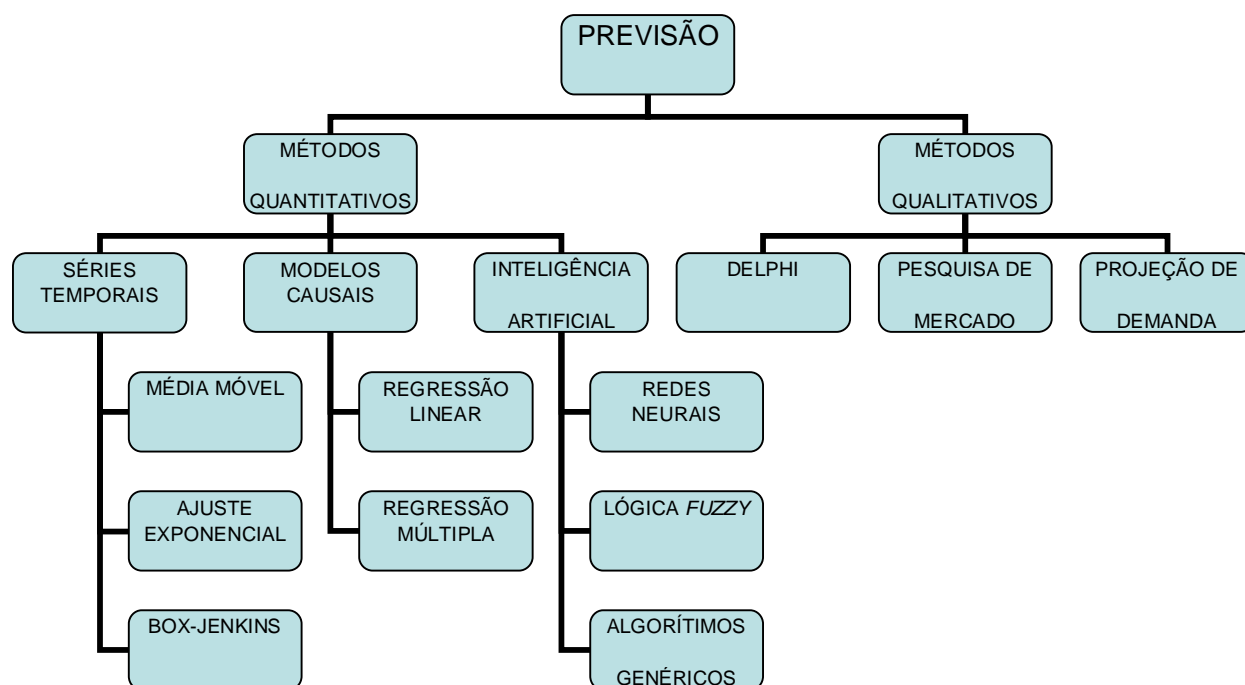 PREVISÃO
MÉTODOS
QUANTITATIVOS
MÉTODOS
QUALITATIVOS
SÉRIES
TEMPORAIS
MODELOS
CAUSAIS
INTELIGÊNCIA
ARTIFICIAL
DELPHI
PESQUISA DE
MERCADO
PROJEÇÃO DE
DEMANDA
MÉDIA MÓVEL
REGRESSÃO
LINEAR
REDES
NEURAIS
AJUSTE
EXPONENCIAL
REGRESSÃO
MÚLTIPLA
LÓGICA FUZZY
BOX-JENKINS
ALGORÍTIMOS
GENÉRICOS